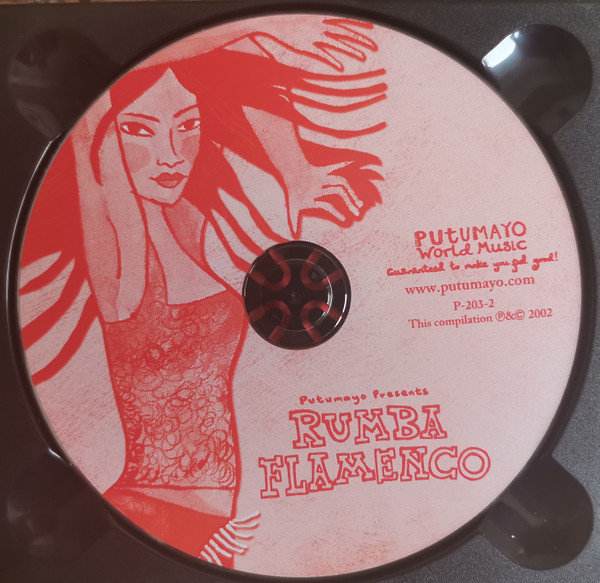 PUTUMAYO
World Music
Guaranteed to make you feel good!
www.putumayo.com
P-203-2
This compilation ℗&© 2002
Putumayo Presents
RUMBA
FLAMENCO